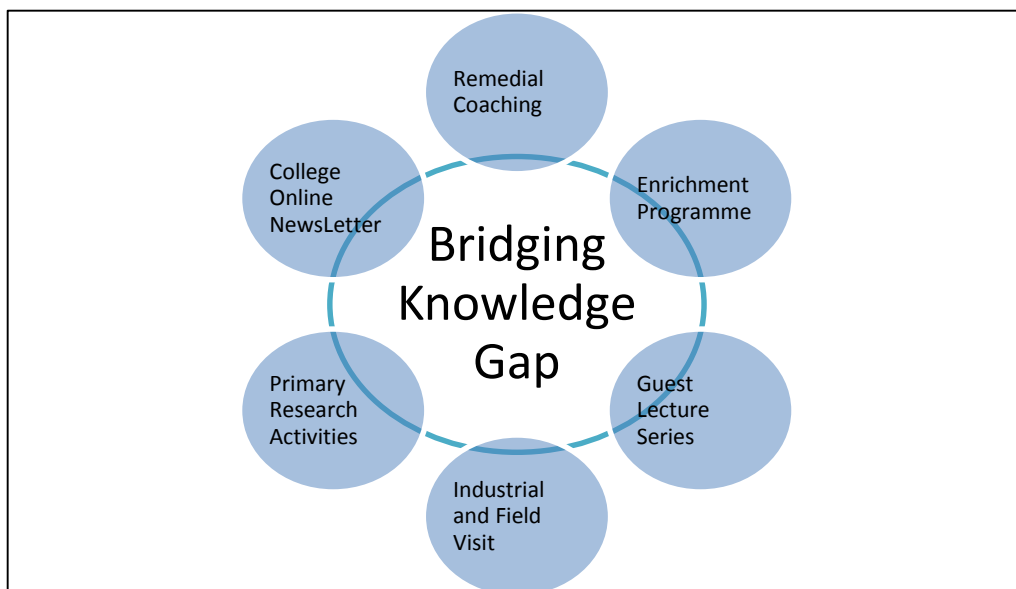 Remedial
Coaching
Enrichment
Programme
Guest
Lecture
Series
Industrial
and Field
Visit
Primary
Research
Activities
College
Online
NewsLetter
Bridging
Knowledge
Gap